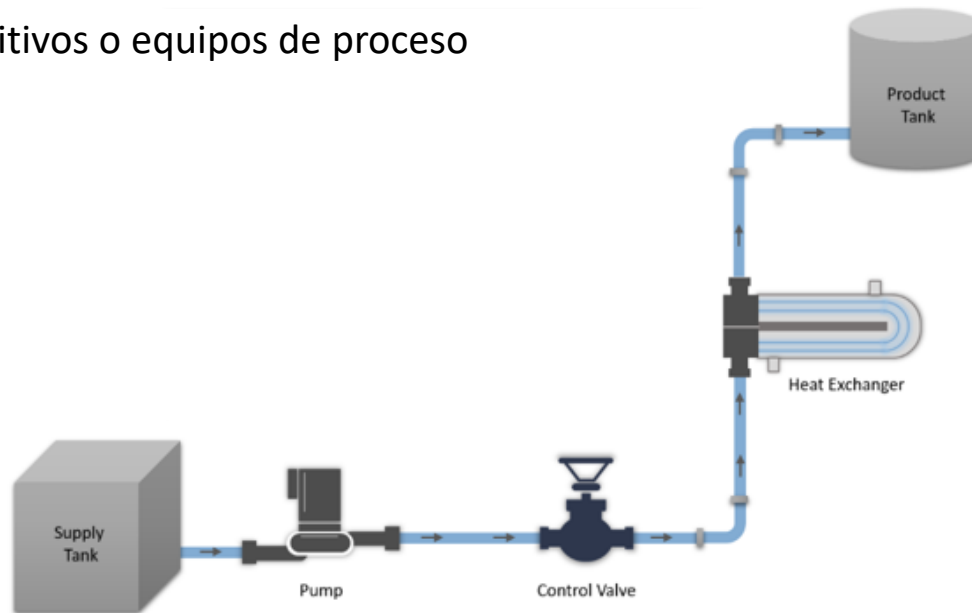 itivos o equipos de proceso
Product
Tank
Heat Exchanger
Supply
Tank
Pump
Control Valve